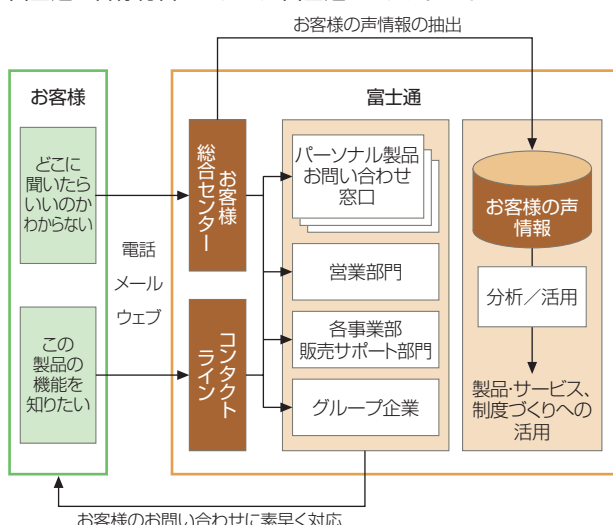 お客様の声情報の抽出
お客様
富士通
どこに
聞いたら
いいのか
わからない
この
製品の
機能を
知りたい
電話
メール
ウェブ
お客様
総合センター
コンタクト
ライン
パーソナル製品
お問い合わせ
窓口
営業部門
各事業部
販売サポート部門
グループ企業
お客様の声
情報
分析／活用
製品・サービス、
制度づくりへの
活用
お客様のお問い合わせに素早く対応